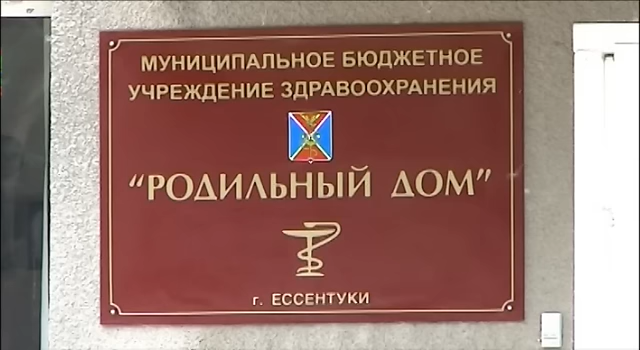 МУНИЦИПАЛЬНОЕ БЮДЖЕТНОЕ
УЧРЕЖДЕНИЕ ЗДРАВООХРАНЕНИЯ
“РОДИЛЬНЫЙ ДОМ”
г. ЕССЕНТУКИ